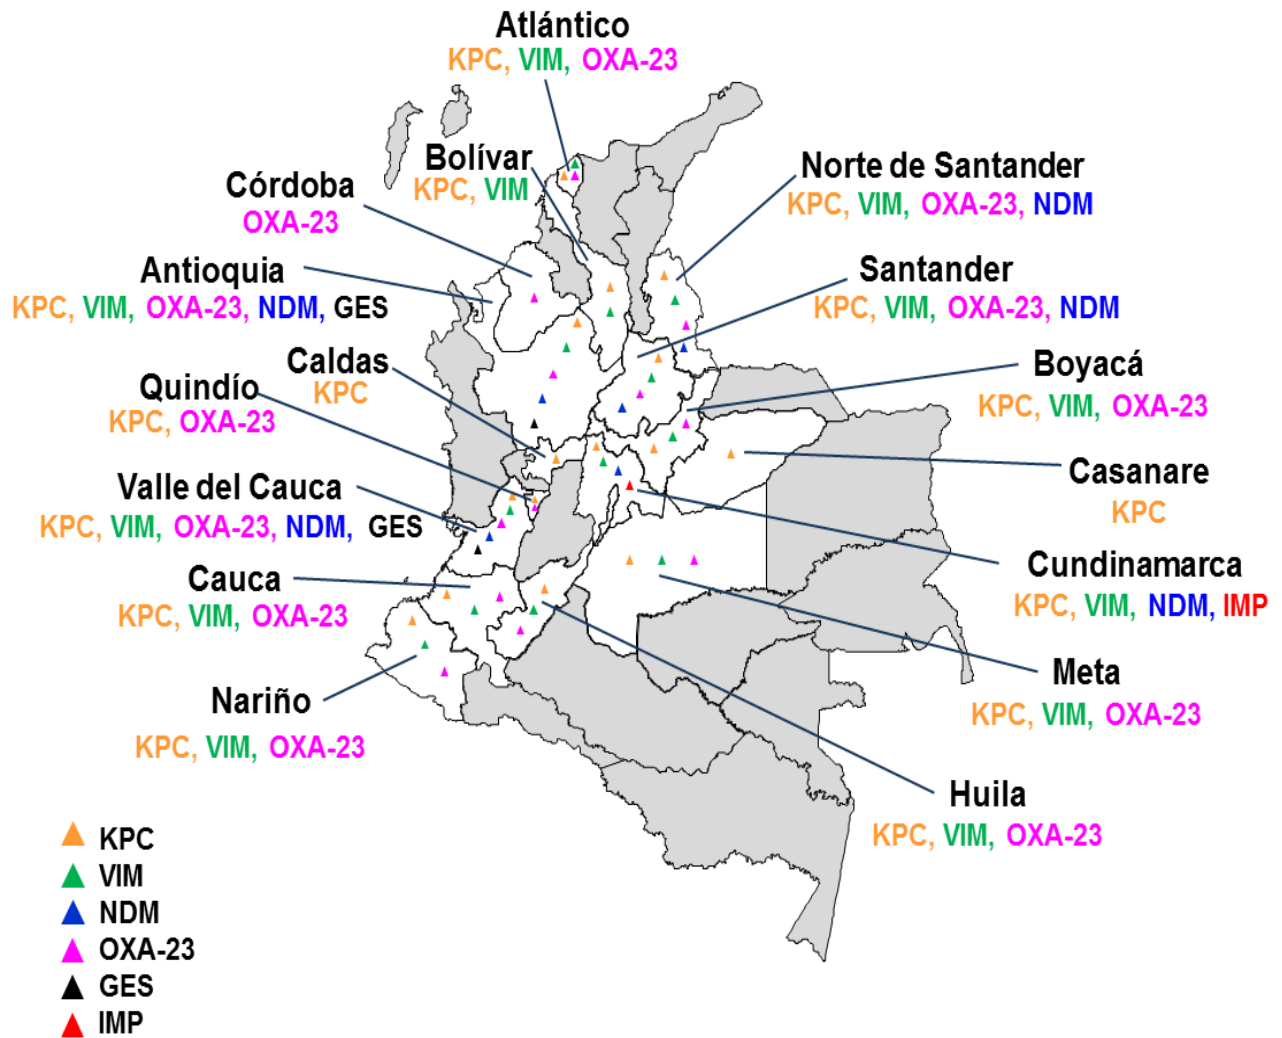 Atlántico
KPC, VIM, OXA-23
Bolívar
KPC, VIM
Córdoba
OXA-23
Norte de Santander
KPC, VIM, OXA-23, NDM
Antioquia
KPC, VIM, OXA-23, NDM, GES
Santander
KPC, VIM, OXA-23, NDM
Caldas
KPC
Boyacá
KPC, VIM, OXA-23
Quindío
KPC, OXA-23
Casanare
KPC
Valle del Cauca
KPC, VIM, OXA-23, NDM, GES
Cundinamarca
KPC, VIM, NDM, IMP
Cauca
KPC, VIM, OXA-23
Meta
KPC, VIM, OXA-23
Nariño
KPC, VIM, OXA-23
Huila
KPC, VIM, OXA-23
KPC
VIM
NDM
OXA-23
GES
IMP